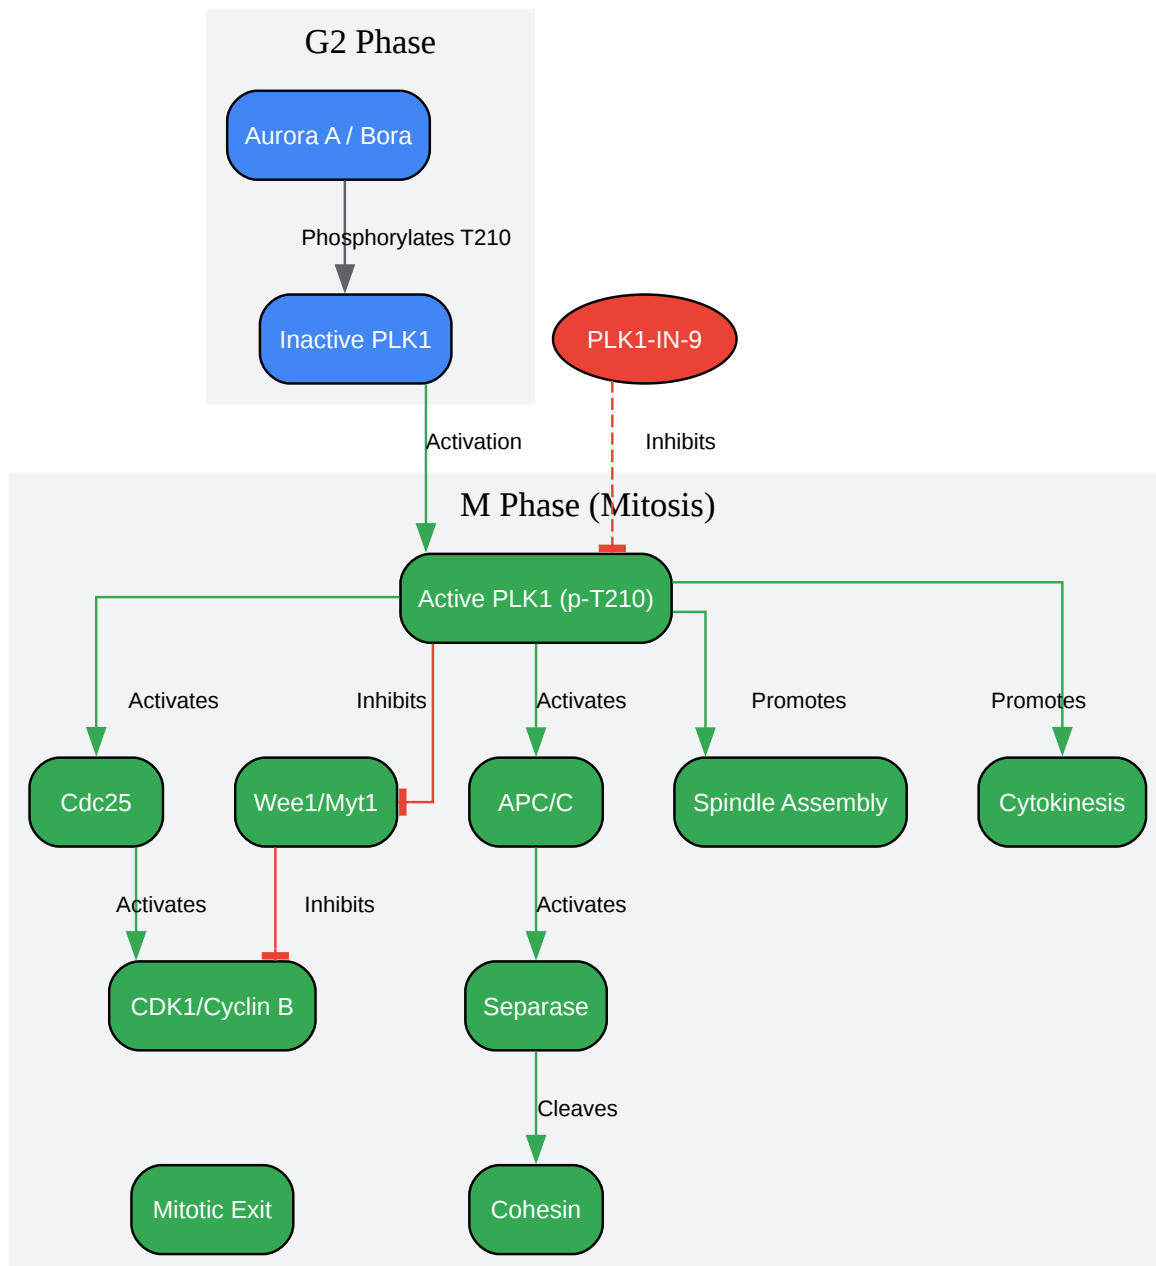 G2 Phase
Aurora A / Bora
Phosphorylates T210
Inactive PLK1
PLK1-IN-9
Activation
Inhibits
M Phase (Mitosis)
Active PLK1 (p-T210)
Activates
Inhibits
Activates
Promotes
Promotes
Cdc25
Wee1/Myt1
APC/C
Spindle Assembly
Cytokinesis
Activates
Inhibits
Activates
CDK1/Cyclin B
Separase
Cleaves
Mitotic Exit
Cohesin